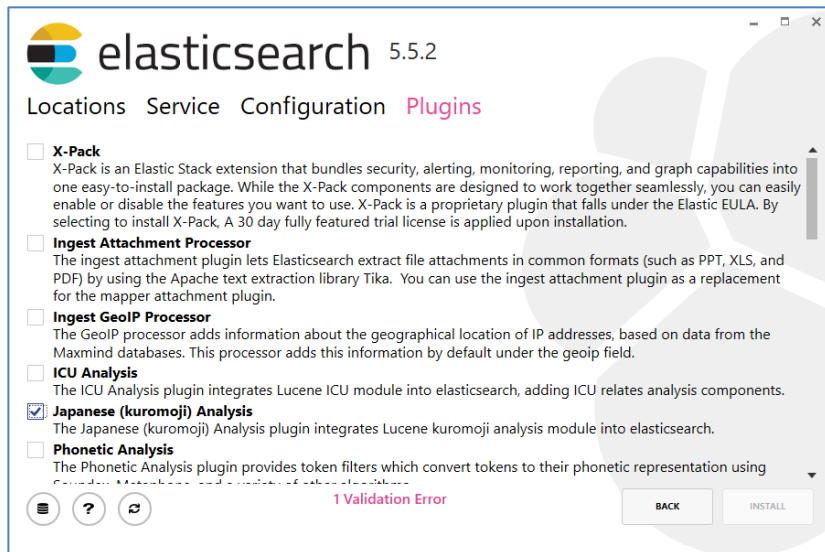 elasticsearch 5.5.2
Locations Service Configuration Plugins
X-Pack
X-Pack is an Elastic Stack extension that bundles security, alerting, monitoring, reporting, and graph capabilities into
one easy-to-install package. While the X-Pack components are designed to work together seamlessly, you can easily
enable or disable the features you want to use. X-Pack is a proprietary plugin that falls under the Elastic EULA. By
selecting to install X-Pack, A 30 day fully featured trial license is applied upon installation.
Ingest Attachment Processor
The ingest attachment plugin lets Elasticsearch extract file attachments in common formats (such as PPT, XLS, and
PDF) by using the Apache text extraction library Tika. You can use the ingest attachment plugin as a replacement
for the mapper attachment plugin.
Ingest GeoIP Processor
The GeoIP processor adds information about the geographical location of IP addresses, based on data from the
Maxmind databases. This processor adds this information by default under the geoip field.
ICU Analysis
The ICU Analysis plugin integrates Lucene ICU module into elasticsearch, adding ICU relates analysis components.
Japanese (kuromoji) Analysis
The Japanese (kuromoji) Analysis plugin integrates Lucene kuromoji analysis module into elasticsearch.
Phonetic Analysis
The Phonetic Analysis plugin provides token filters which convert tokens to their phonetic representation using
?
1 Validation Error
BACK
INSTALL